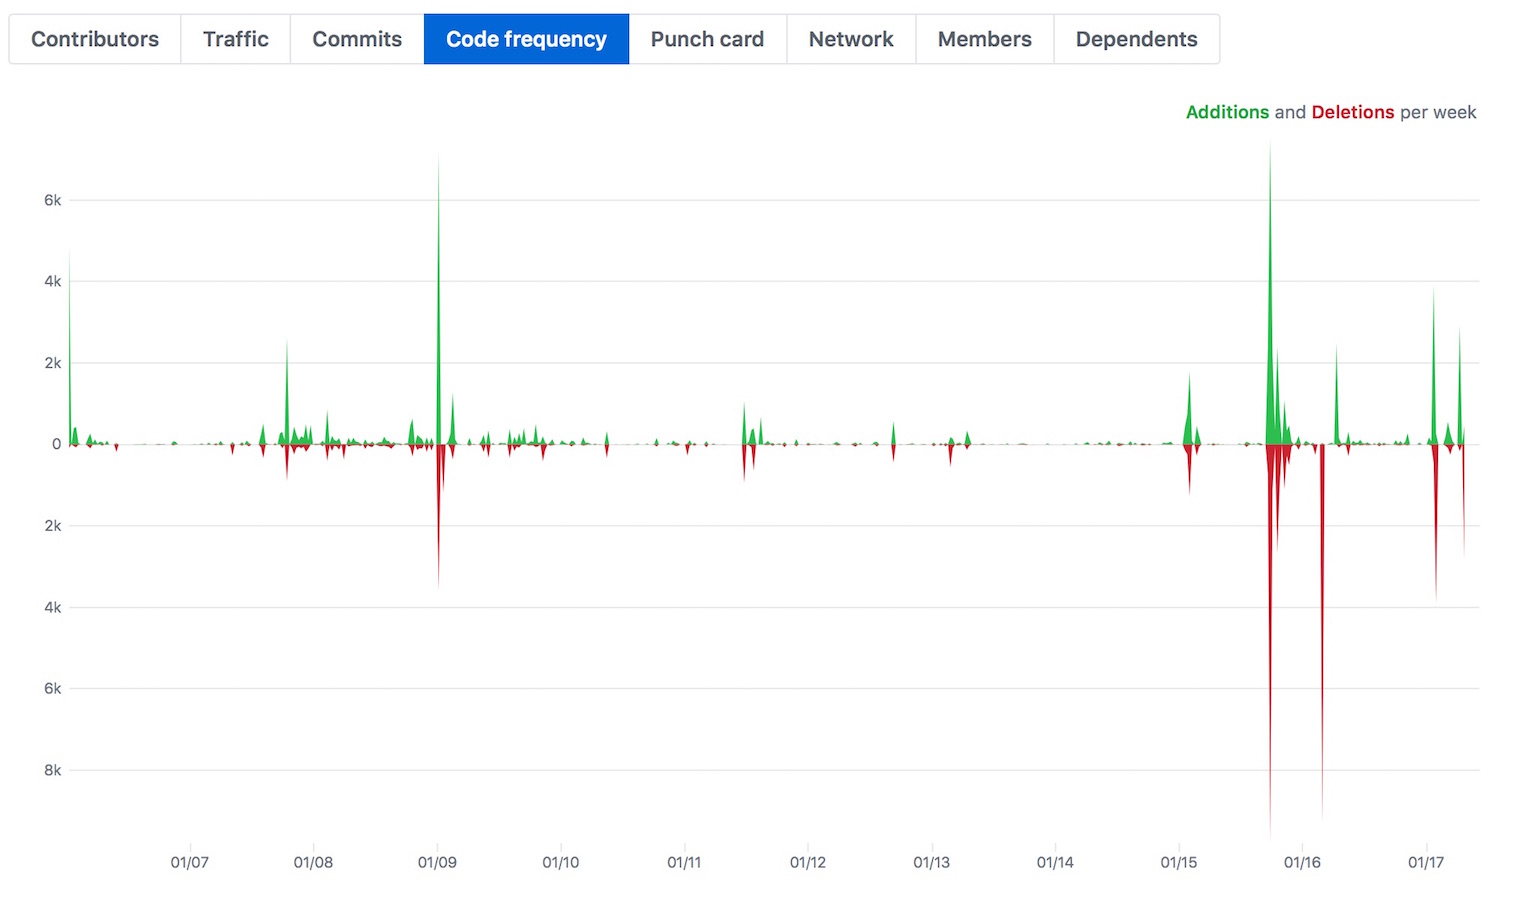 Contributors Traffic Commits Code frequency Punch card Network Members Dependents
Additions and Deletions per week
6k
4k
2k
0
2k
4k
6k
8k
01/07 01/08 01/09 01/10 01/11 01/12 01/13 01/14 01/15 01/16 01/17